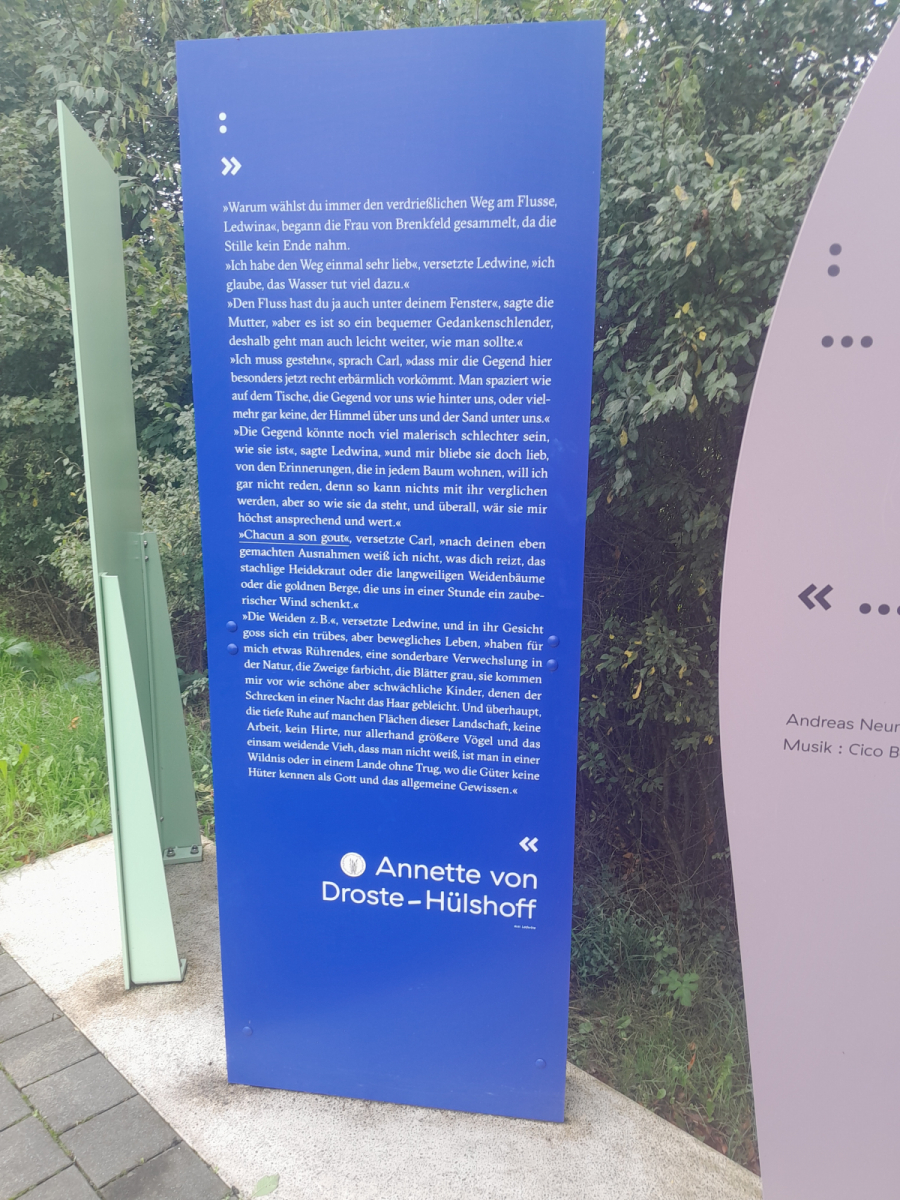 »
»Warum wählst du immer den verdrießlichen Weg am Flusse,
Ledwina«, begann die Frau von Brenkfeld gesammelt, da die
Stille kein Ende nahm.
»Ich habe den Weg einmal sehr lieb«, versetzte Ledwine, »ich
glaube, das Wasser tut viel dazu.«
»Den Fluss hast du ja auch unter deinem Fenster«, sagte die
Mutter, »aber es ist so ein bequemer Gedankenschlender,
deshalb geht man auch leicht weiter, wie man sollte.«
»Ich muss gestehn«, sprach Carl, »dass mir die Gegend hier
besonders jetzt recht erbärmlich vorkömmt. Man spaziert wie
auf dem Tische, die Gegend vor uns wie hinter uns, oder viel-
mehr gar keine, der Himmel über uns und der Sand unter uns.«
»Die Gegend könnte noch viel malerisch schlechter sein,
wie sie ist«, sagte Ledwina, »und mir bliebe sie doch lieb,
von den Erinnerungen, die in jedem Baum wohnen, will ich
gar nicht reden, denn so kann nichts mit ihr verglichen
werden, aber so wie sie da steht, und überall, wär sie mir
höchst ansprechend und wert.«
»Chacun a son gout«, versetzte Carl, »nach deinen eben
gemachten Ausnahmen weiß ich nicht, was dich reizt, das
stachlige Heidekraut oder die langweiligen Weidenbäume
oder die goldnen Berge, die uns in einer Stunde ein zaube-
rischer Wind schenkt.«
»Die Weiden z. B.«, versetzte Ledwine, und in ihr Gesicht
goss sich ein trübes, aber bewegliches Leben, »haben für
mich etwas Rührendes, eine sonderbare Verwechslung in
der Natur, die Zweige farbicht, die Blätter grau, sie kommen
mir vor wie schöne aber schwächliche Kinder, denen der
Schrecken in einer Nacht das Haar gebleicht. Und überhaupt,
die tiefe Ruhe auf manchen Flächen dieser Landschaft, keine
Arbeit, kein Hirte, nur allerhand größere Vögel und das
einsam weidende Vieh, dass man nicht weiß, ist man in einer
Wildnis oder in einem Lande ohne Trug, wo die Güter keine
Hüter kennen als Gott und das allgemeine Gewissen.«
«
Annette von
Droste-Hülshoff
:
...
«
Andreas Neu
Musik : Cico B